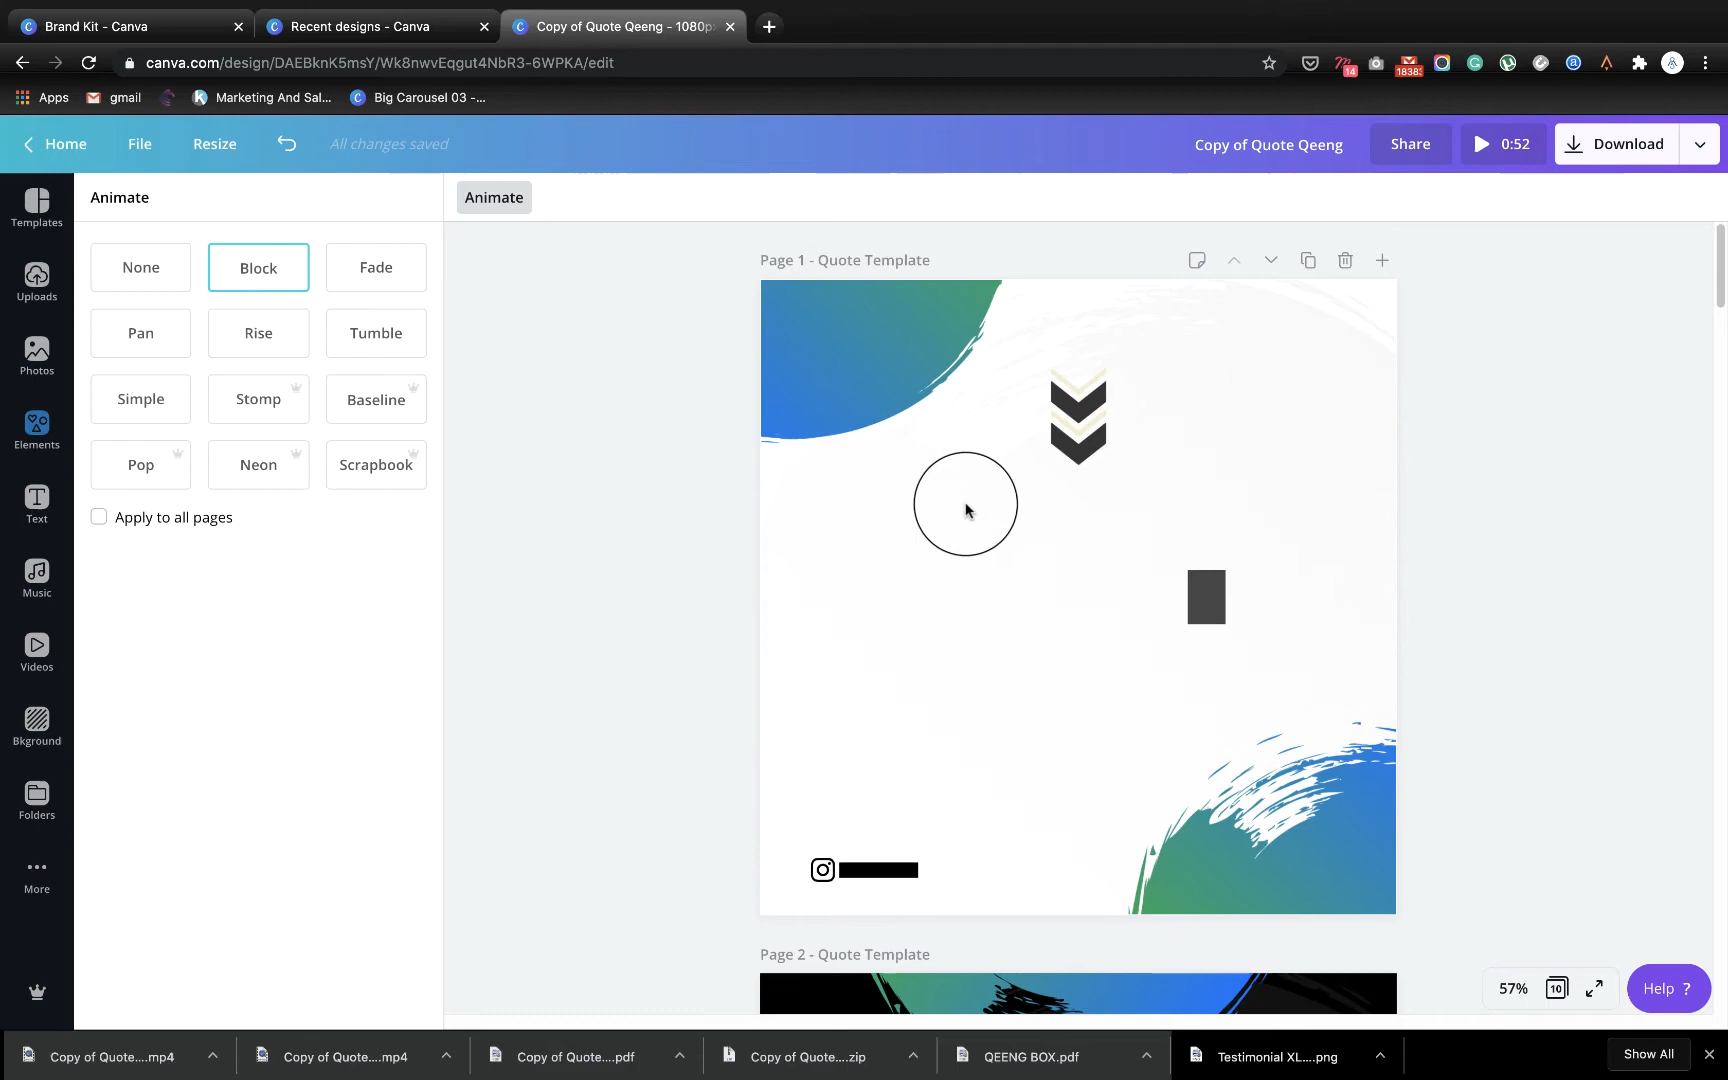 Brand Kit - Canva
Recent designs - Canva
Copy of Quote Qeeng - 1080p
canva.com/design/DAEBknK5msY/Wk8nwvEqgut4NbR3-6WPKA/edit
14
1838
Apps
gmail
Marketing And Sal...
Big Carousel 03 -...
Home
File
Resize
All changes saved
Copy of Quote Qeeng
Share
0:52
Download
Templates
Uploads
Photos
Elements
Text
Music
Videos
Bkground
Folders
More
Animate
None
Block
Fade
Pan
Rise
Tumble
Simple
Stomp
Baseline
Pop
Neon
Scrapbook
Apply to all pages
Animate
Page 1 - Quote Template
Page 2 - Quote Template
57%
10
Help ?
Copy of Quote....mp4
Copy of Quote....mp4
Copy of Quote....pdf
Copy of Quote....zip
QEENG BOX.pdf
Testimonial XL....png
Show All